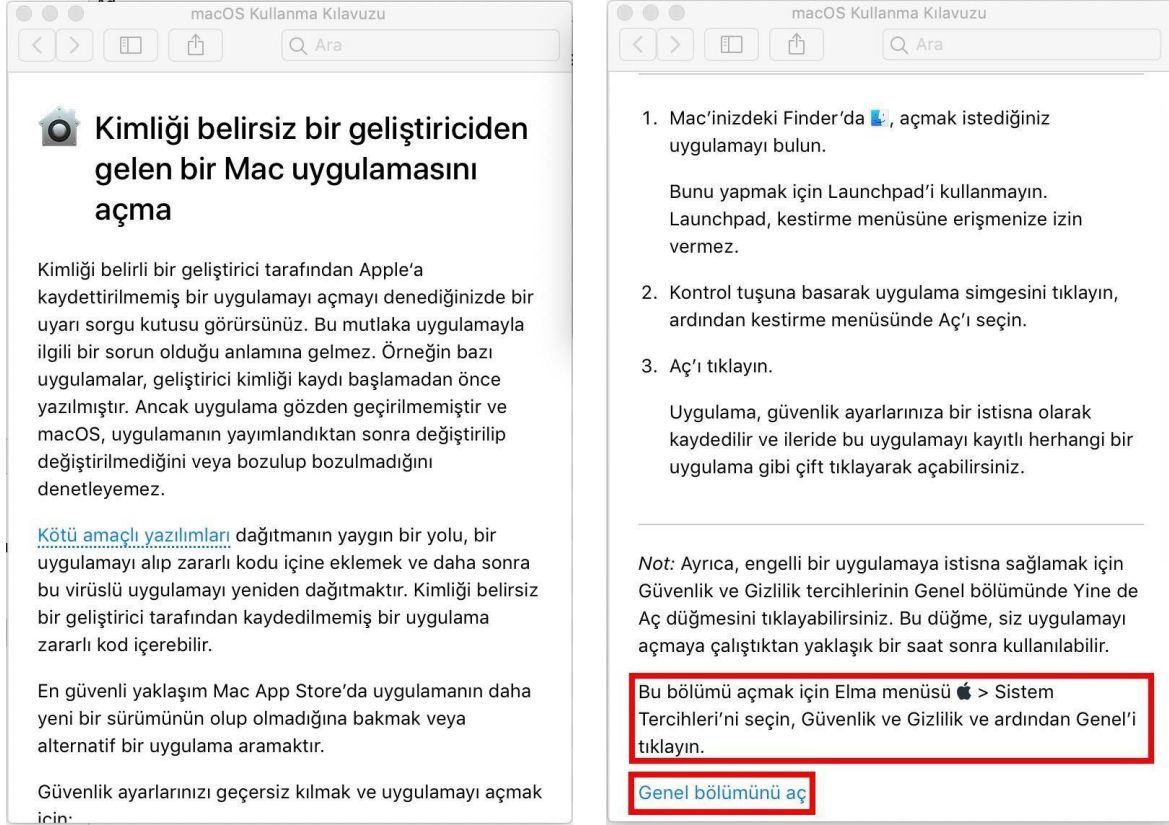 macOS Kullanma Kılavuzu
Ara
Kimliği belirsiz bir geliştiriciden
gelen bir Mac uygulamasını
açma
Kimliği belirli bir geliştirici tarafından Apple‘a
kaydettirilmemiş bir uygulamayı açmayı denediğinizde bir
uyarı sorgu kutusu görürsünüz. Bu mutlaka uygulamayla
ilgili bir sorun olduğu anlamına gelmez. Örneğin bazı
uygulamalar, geliştirici kimliği kaydı başlamadan önce
yazılmıştır. Ancak uygulama gözden geçirilmemiştir ve
macOS, uygulamanın yayımlandıktan sonra değiştirilip
değiştirilmediğini veya bozulup bozulmadığını
denetleyemez.
Kötü amaçlı yazılımları dağıtmanın yaygın bir yolu, bir
uygulamayı alıp zararlı kodu içine eklemek ve daha sonra
bu virüslü uygulamayı yeniden dağıtmaktır. Kimliği belirsiz
bir geliştirici tarafından kaydedilmemiş bir uygulama
zararlı kod içerebilir.
En güvenli yaklaşım Mac App Store’da uygulamanın daha
yeni bir sürümünün olup olmadığına bakmak veya
alternatif bir uygulama aramaktır.
Güvenlik ayarlarınızı geçersiz kılmak ve uygulamayı açmak
için:
macOS Kullanma Kılavuzu
Ara
1. Mac’inizdeki Finder’da , açmak istediğiniz
uygulamayı bulun.
Bunu yapmak için Launchpad’i kullanmayın.
Launchpad, kestirme menüsüne erişmenize izin
vermez.
2. Kontrol tuşuna basarak uygulama simgesini tıklayın,
ardından kestirme menüsünde Aç’ı seçin.
3. Aç’ı tıklayın.
Uygulama, güvenlik ayarlarınıza bir istisna olarak
kaydedilir ve ileride bu uygulamayı kayıtlı herhangi bir
uygulama gibi çift tıklayarak açabilirsiniz.
Not: Ayrıca, engelli bir uygulamaya istisna sağlamak için
Güvenlik ve Gizlilik tercihlerinin Genel bölümünde Yine de
Aç düğmesini tıklayabilirsiniz. Bu düğme, siz uygulamayı
açmaya çalıştıktan yaklaşık bir saat sonra kullanılabilir.
Bu bölümü açmak için Elma menüsü > Sistem
Tercihleri’ni seçin, Güvenlik ve Gizlilik ve ardından Genel’i
tıklayın.
Genel bölümünü aç